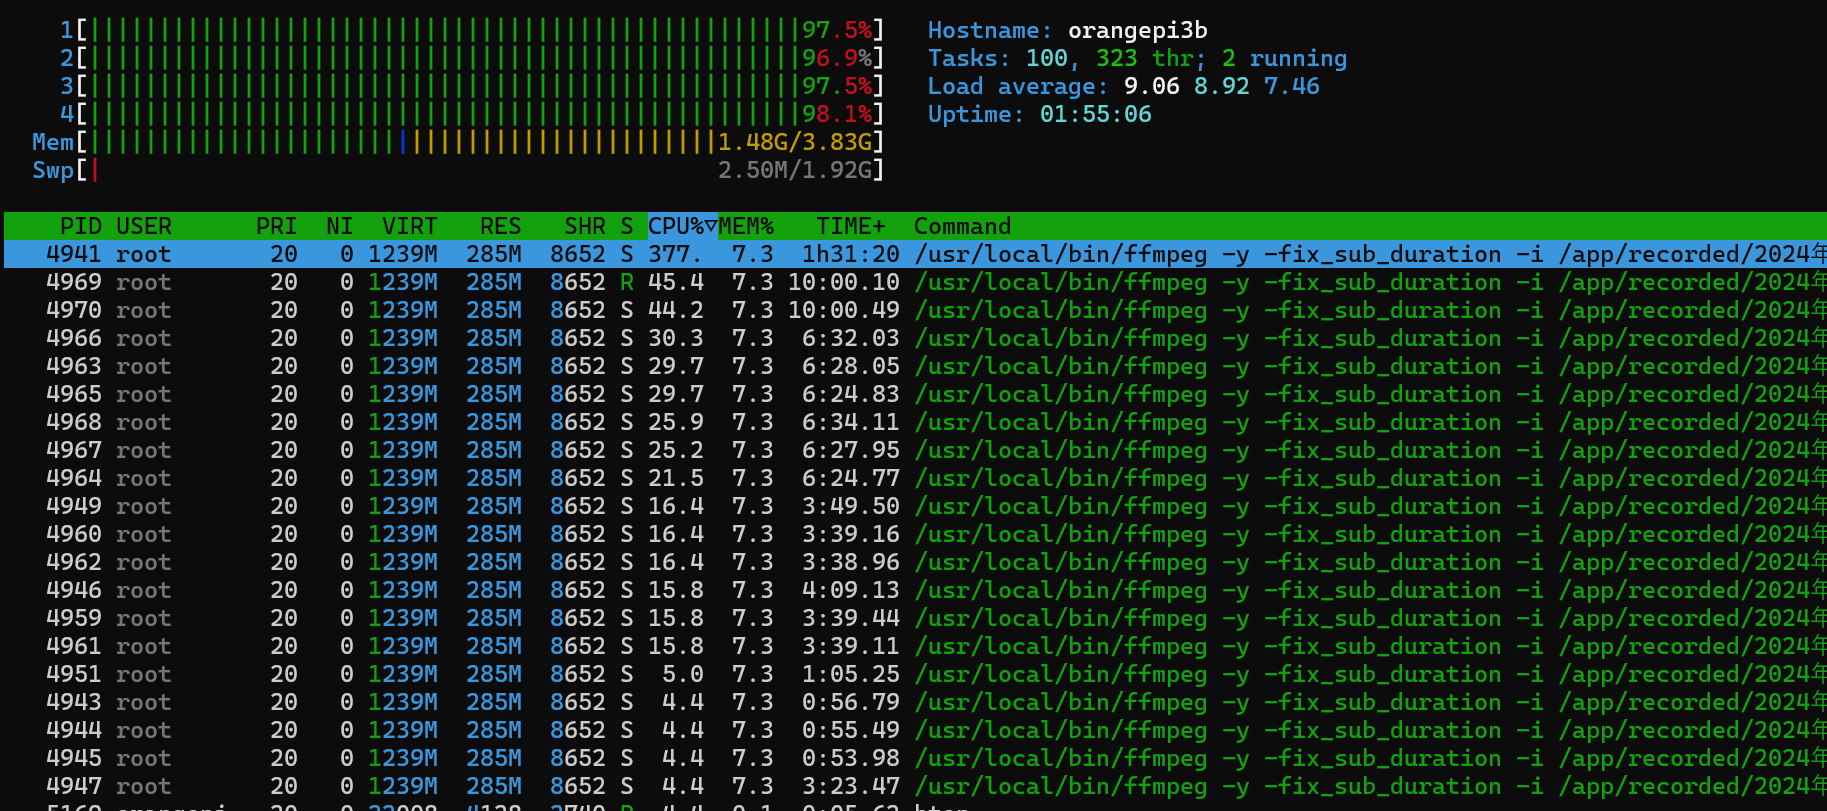 1[97.5%] Hostname: orangepi3b
2[96.9%] Tasks: 100, 323 thr; 2 running
3[97.5%] Load average: 9.06 8.92 7.46
4[98.1%] Uptime: 01:55:06
Mem[1.48G/3.83G]
Swp[2.50M/1.92G]
PID USER PRI NI VIRT RES SHR S CPU%▽MEM% TIME+ Command
4941 root 20 0 1239M 285M 8652 S 377. 7.3 1h31:20 /usr/local/bin/ffmpeg -y -fix_sub_duration -i /app/recorded/2024年
4969 root 20 0 1239M 285M 8652 R 45.4 7.3 10:00.10 /usr/local/bin/ffmpeg -y -fix_sub_duration -i /app/recorded/2024年
4970 root 20 0 1239M 285M 8652 S 44.2 7.3 10:00.49 /usr/local/bin/ffmpeg -y -fix_sub_duration -i /app/recorded/2024年
4966 root 20 0 1239M 285M 8652 S 30.3 7.3 6:32.03 /usr/local/bin/ffmpeg -y -fix_sub_duration -i /app/recorded/2024年
4963 root 20 0 1239M 285M 8652 S 29.7 7.3 6:28.05 /usr/local/bin/ffmpeg -y -fix_sub_duration -i /app/recorded/2024年
4965 root 20 0 1239M 285M 8652 S 29.7 7.3 6:24.83 /usr/local/bin/ffmpeg -y -fix_sub_duration -i /app/recorded/2024年
4968 root 20 0 1239M 285M 8652 S 25.9 7.3 6:34.11 /usr/local/bin/ffmpeg -y -fix_sub_duration -i /app/recorded/2024年
4967 root 20 0 1239M 285M 8652 S 25.2 7.3 6:27.95 /usr/local/bin/ffmpeg -y -fix_sub_duration -i /app/recorded/2024年
4964 root 20 0 1239M 285M 8652 S 21.5 7.3 6:24.77 /usr/local/bin/ffmpeg -y -fix_sub_duration -i /app/recorded/2024年
4949 root 20 0 1239M 285M 8652 S 16.4 7.3 3:49.50 /usr/local/bin/ffmpeg -y -fix_sub_duration -i /app/recorded/2024年
4960 root 20 0 1239M 285M 8652 S 16.4 7.3 3:39.16 /usr/local/bin/ffmpeg -y -fix_sub_duration -i /app/recorded/2024年
4962 root 20 0 1239M 285M 8652 S 16.4 7.3 3:38.96 /usr/local/bin/ffmpeg -y -fix_sub_duration -i /app/recorded/2024年
4946 root 20 0 1239M 285M 8652 S 15.8 7.3 4:09.13 /usr/local/bin/ffmpeg -y -fix_sub_duration -i /app/recorded/2024年
4959 root 20 0 1239M 285M 8652 S 15.8 7.3 3:39.44 /usr/local/bin/ffmpeg -y -fix_sub_duration -i /app/recorded/2024年
4961 root 20 0 1239M 285M 8652 S 15.8 7.3 3:39.11 /usr/local/bin/ffmpeg -y -fix_sub_duration -i /app/recorded/2024年
4951 root 20 0 1239M 285M 8652 S 5.0 7.3 1:05.25 /usr/local/bin/ffmpeg -y -fix_sub_duration -i /app/recorded/2024年
4943 root 20 0 1239M 285M 8652 S 4.4 7.3 0:56.79 /usr/local/bin/ffmpeg -y -fix_sub_duration -i /app/recorded/2024年
4944 root 20 0 1239M 285M 8652 S 4.4 7.3 0:55.49 /usr/local/bin/ffmpeg -y -fix_sub_duration -i /app/recorded/2024年
4945 root 20 0 1239M 285M 8652 S 4.4 7.3 0:53.98 /usr/local/bin/ffmpeg -y -fix_sub_duration -i /app/recorded/2024年
4947 root 20 0 1239M 285M 8652 S 4.4 7.3 3:23.47 /usr/local/bin/ffmpeg -y -fix_sub_duration -i /app/recorded/2024年